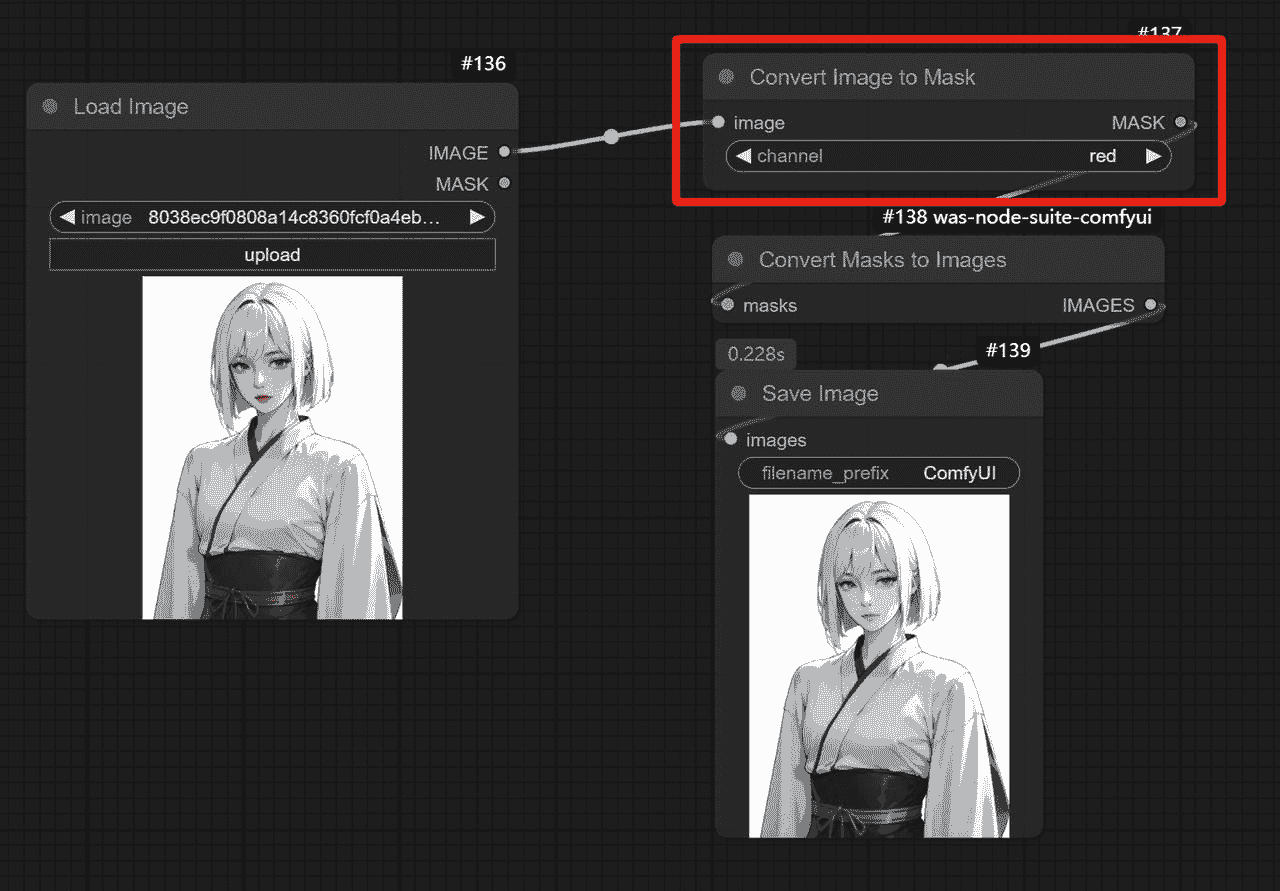 #136
Load Image
IMAGE
MASK
image 8038ec9f0808a14c8360fcf0a4eb...
upload
#137
Convert Image to Mask
image MASK
channel red
#138 was-node-suite-comfyui
Convert Masks to Images
masks IMAGES
0.228s
#139
Save Image
images
filename_prefix ComfyUI